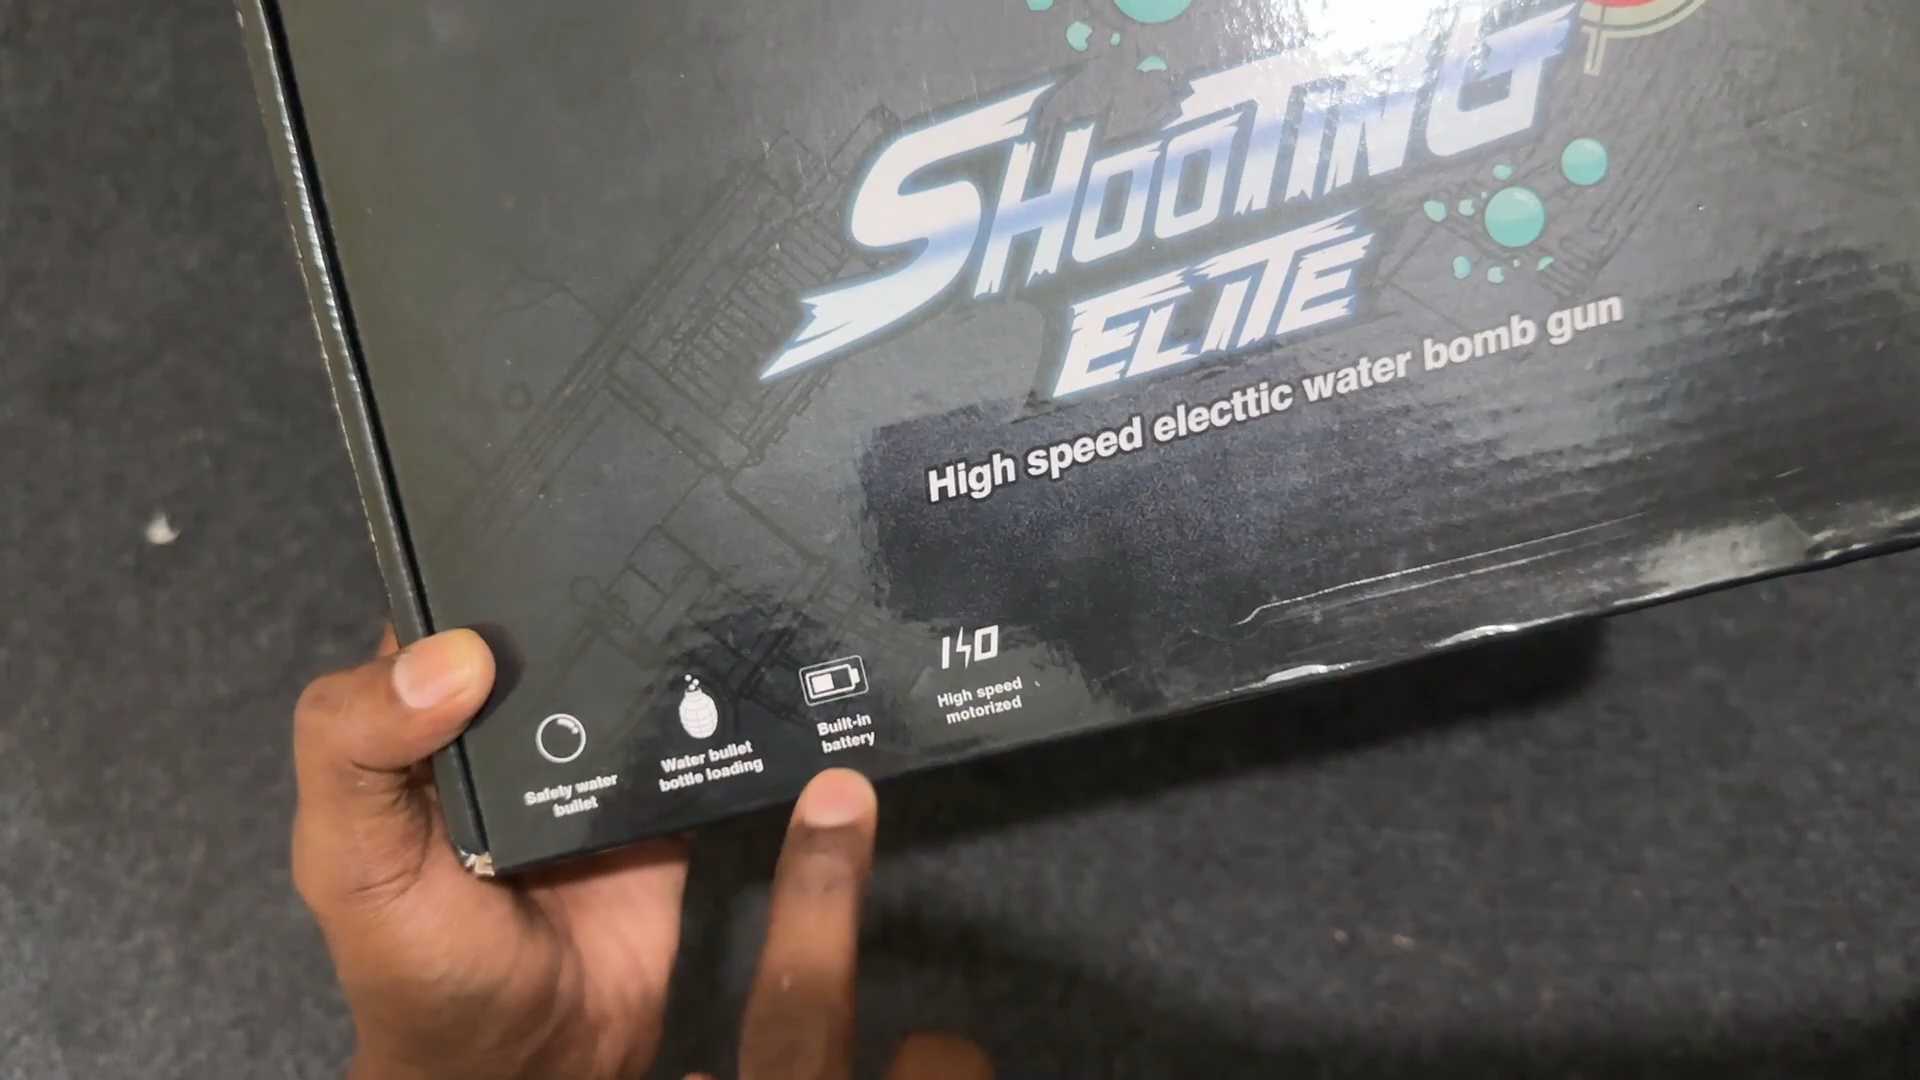 SHOOTING
ELITE
High speed electtic water bomb gun
Safety water
bullet
Water bullet
bottle loading
Built-in
battery
High speed
motorized